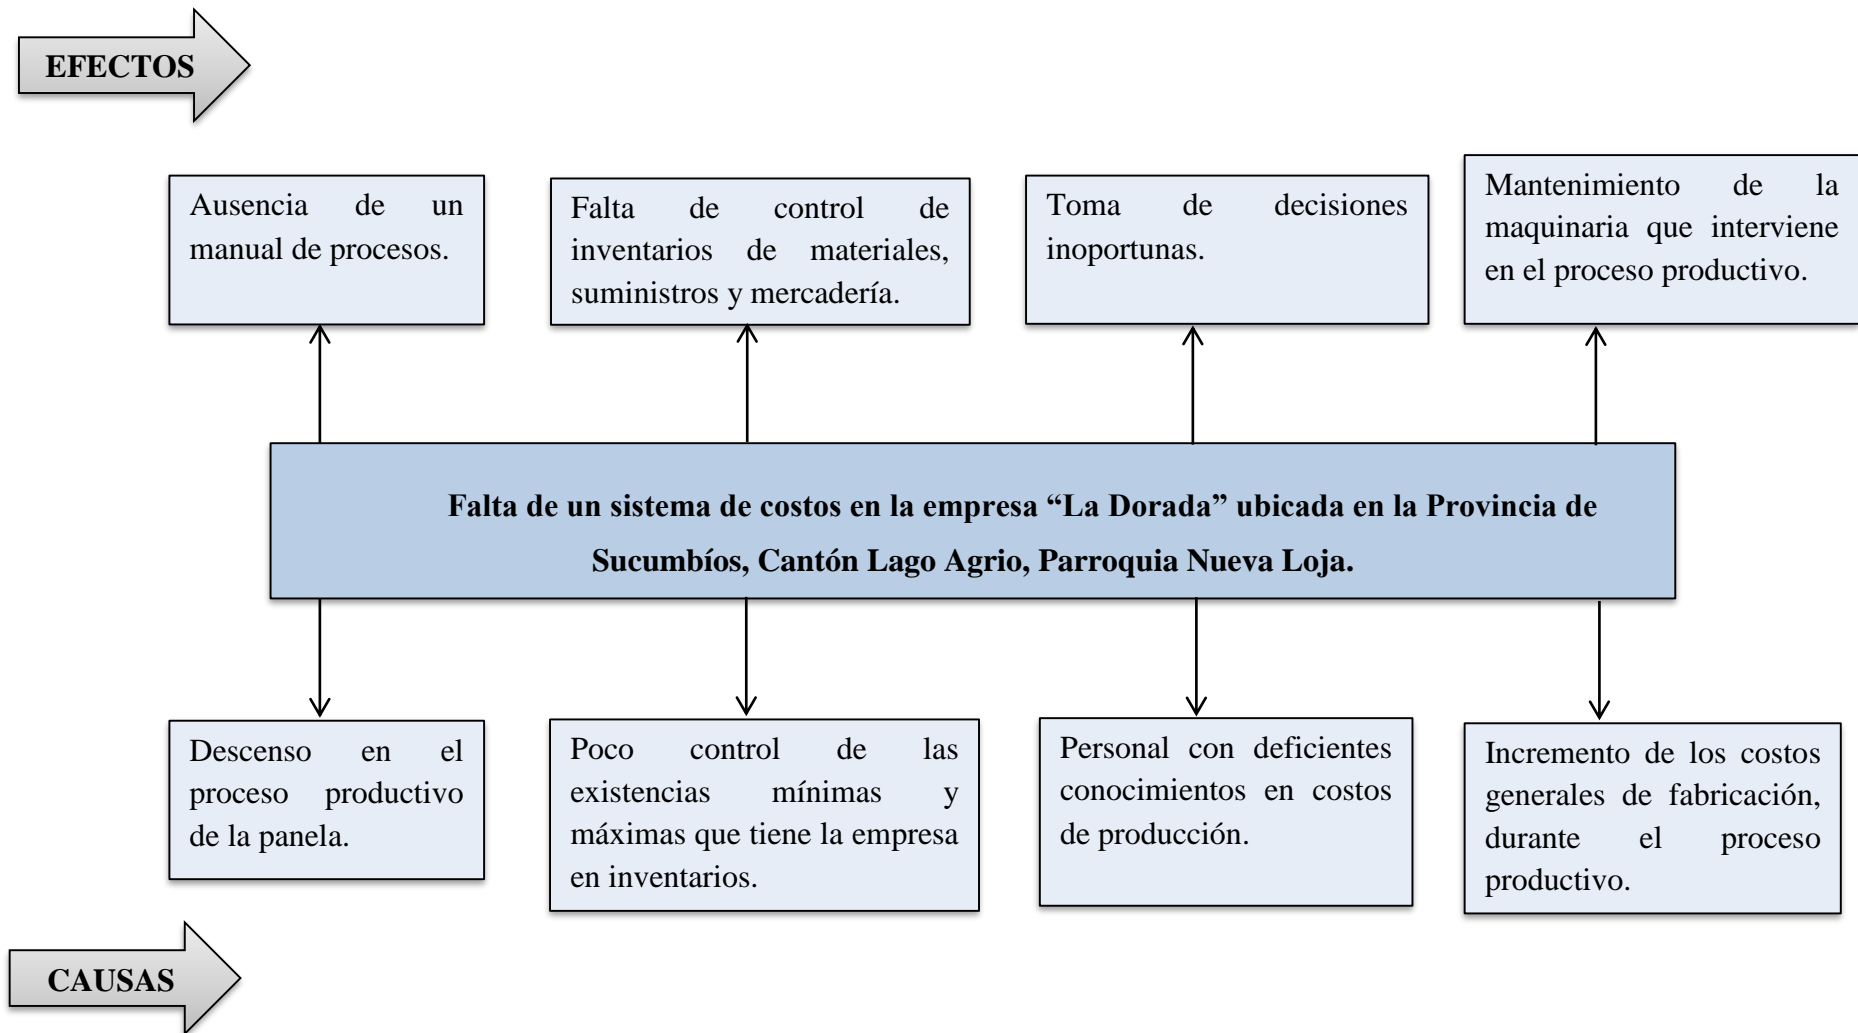 EFECTOS
Ausencia de un
manual de procesos.
Falta de control de
inventarios de materiales,
suministros y mercadería.
Toma de decisiones
inoportunas.
Mantenimiento de la
maquinaria que interviene
en el proceso productivo.
Falta de un sistema de costos en la empresa “La Dorada” ubicada en la Provincia de
Sucumbíos, Cantón Lago Agrio, Parroquia Nueva Loja.
Descenso en el
proceso productivo
de la panela.
Poco control de las
existencias mínimas y
máximas que tiene la empresa
en inventarios.
Personal con deficientes
conocimientos en costos
de producción.
Incremento de los costos
generales de fabricación,
durante el proceso
productivo.
CAUSAS